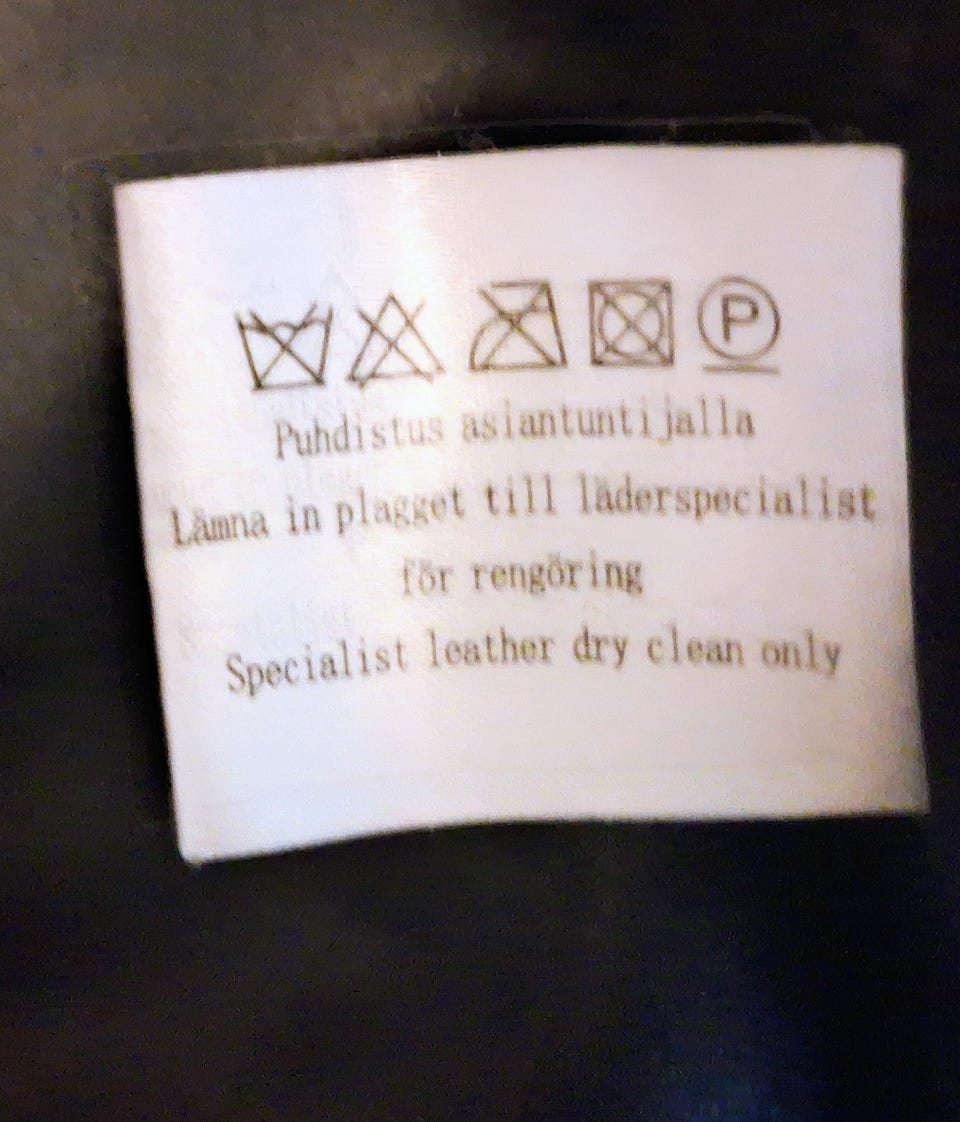 P
Puhdistus asiantuntijalla
Lämna in plagget till läderspecialist
för rengöring
Specialist leather dry clean only